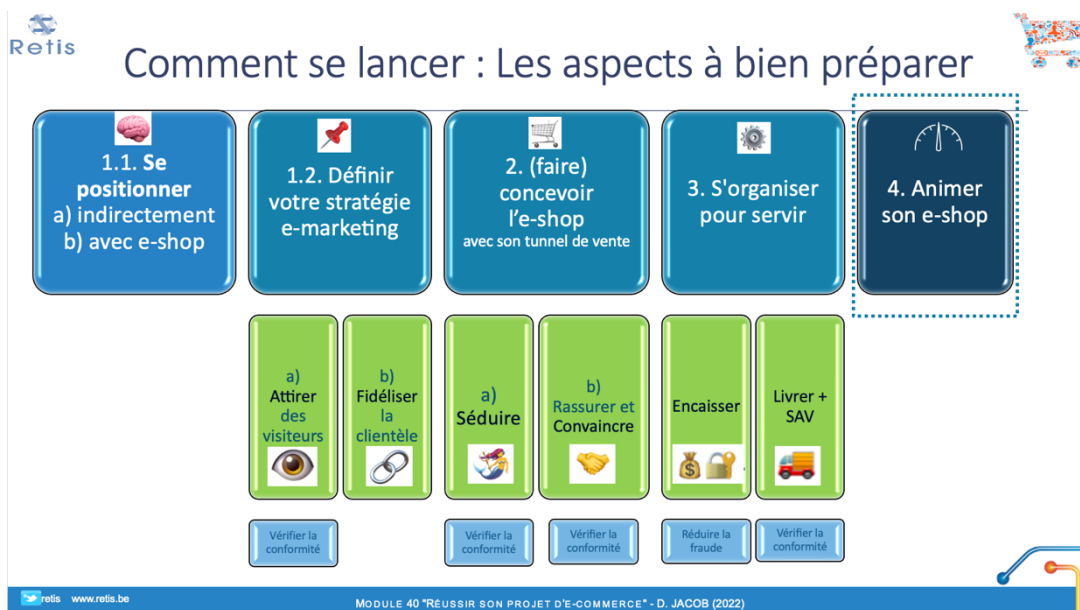 Retis
Comment se lancer : Les aspects à bien préparer
1.1. Se
positionner
a) indirectement
b) avec e-shop
1.2. Définir
votre stratégie
e-marketing
2. (faire)
concevoir
l'e-shop
avec son tunnel de vente
3. S'organiser
pour servir
4. Animer
son e-shop
a)
Attirer
des
visiteurs
b)
Fidéliser
la
clientèle
a)
Séduire
b)
Rassurer et
Convaincre
Encaisser
Livrer +
SAV
Vérifier la
conformité
Vérifier la
conformité
Vérifier la
conformité
Réduire la
fraude
Vérifier la
conformité
retis www.retis.be
MODULE 40 "RÉUSSIR SON PROJET D'E-COMMERCE" - D. JACOB (2022)